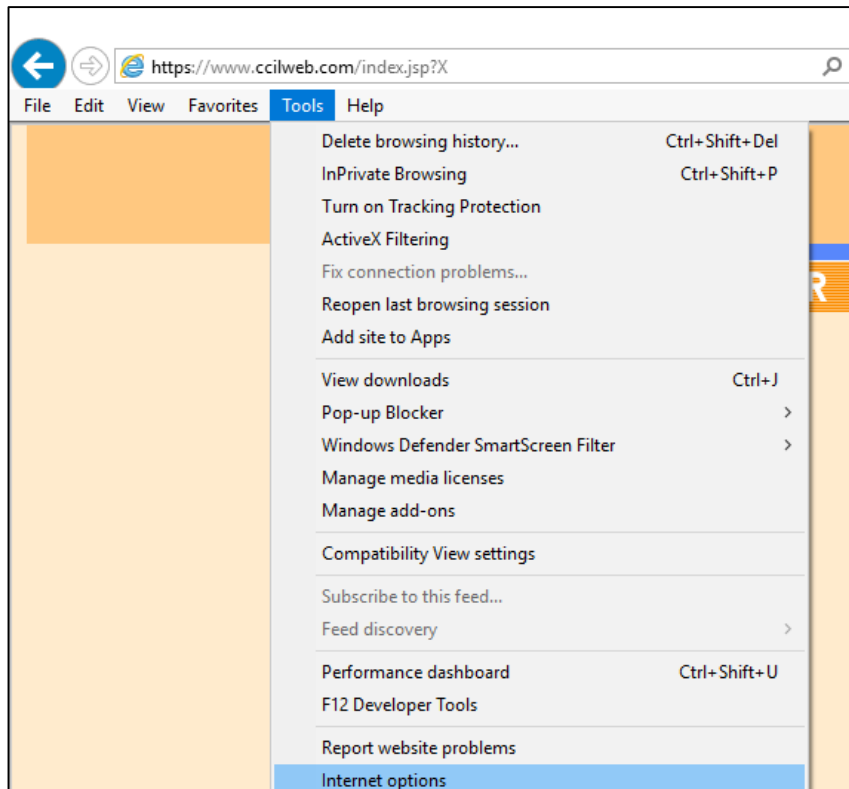 https://www.ccilweb.com/index.jsp?X
File Edit View Favorites Tools Help
Delete browsing history... Ctrl+Shift+Del
InPrivate Browsing Ctrl+Shift+P
Turn on Tracking Protection
ActiveX Filtering
Fix connection problems...
Reopen last browsing session
Add site to Apps
View downloads Ctrl+J
Pop-up Blocker
Windows Defender SmartScreen Filter
Manage media licenses
Manage add-ons
Compatibility View settings
Subscribe to this feed...
Feed discovery
Performance dashboard Ctrl+Shift+U
F12 Developer Tools
Report website problems
Internet options